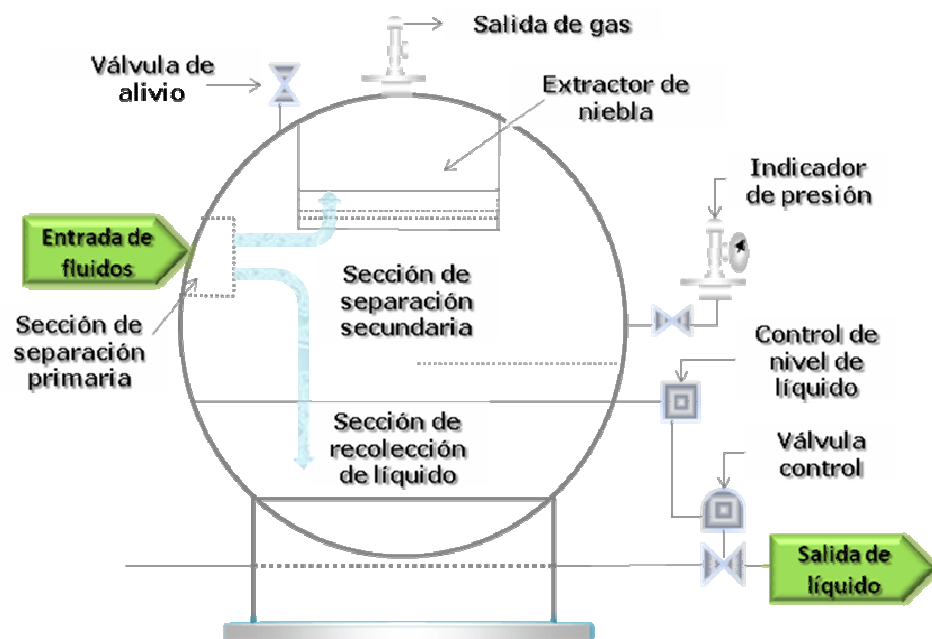 Salida de gas
Válvula de
alivio
Extractor de
niebla
Indicador
de presión
Entrada de
fluidos
Sección de
separación
secundaria
Sección de
separación
primaria
Control de
nivel de
líquido
Sección de
recolección
de líquido
Válvula
control
Salida de
líquido